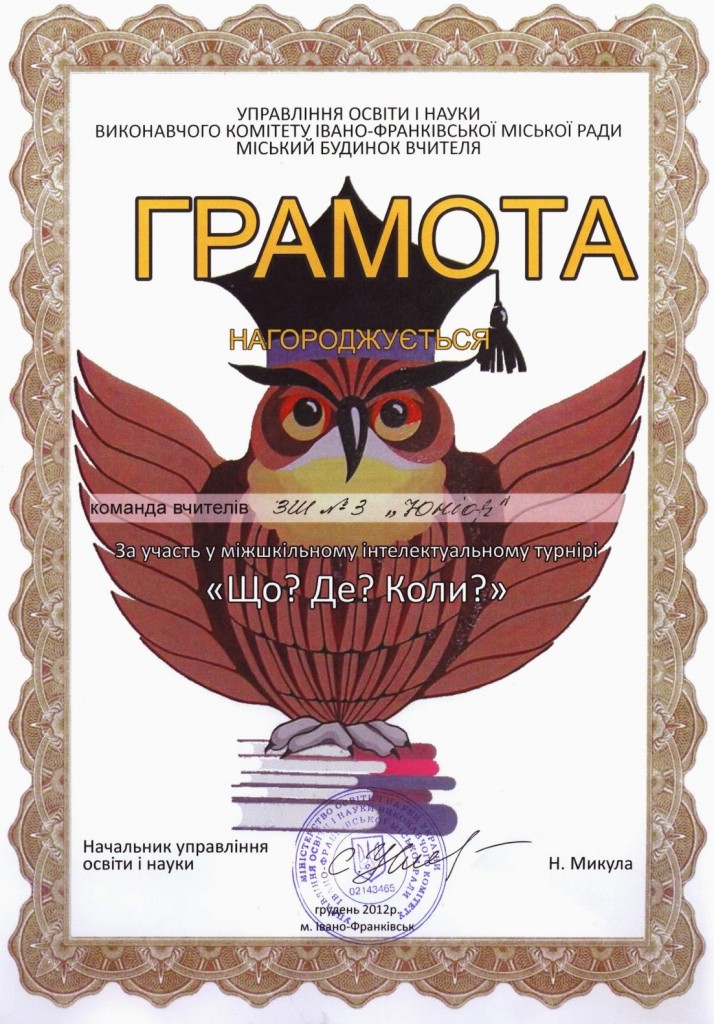 УПРАВЛІННЯ ОСВІТИ І НАУКИ
ВИКОНАВЧОГО КОМІТЕТУ ІВАНО-ФРАНКІВСЬКОЇ МІСЬКОЇ РАДИ
МІСЬКИЙ БУДИНОК ВЧИТЕЛЯ
ГРАМОТА
НАГОРОДЖУЄТЬСЯ
команда вчителів ЗШ №3 „Юніор"
За участь у міжшкільному інтелектуальному турнірі
«Що? Де? Коли?»
Начальник управління
освіти і науки
Н. Микула
02143465
грудень 2012р.
м. Івано-Франківськ